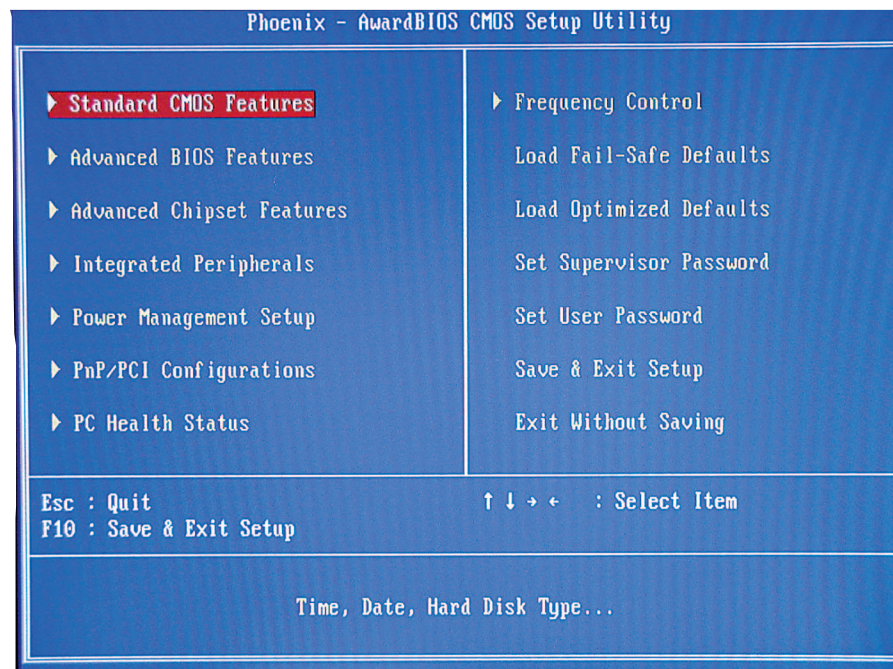 Phoenix - AwardBIOS CMOS Setup Utility
Standard CMOS Features
Advanced BIOS Features
Advanced Chipset Features
Integrated Peripherals
Power Management Setup
PnP/PCI Configurations
PC Health Status
Frequency Control
Load Fail-Safe Defaults
Load Optimized Defaults
Set Supervisor Password
Set User Password
Save & Exit Setup
Exit Without Saving
Esc : Quit
F10 : Save & Exit Setup
↑ ↓ → ← : Select Item
Time, Date, Hard Disk Type...